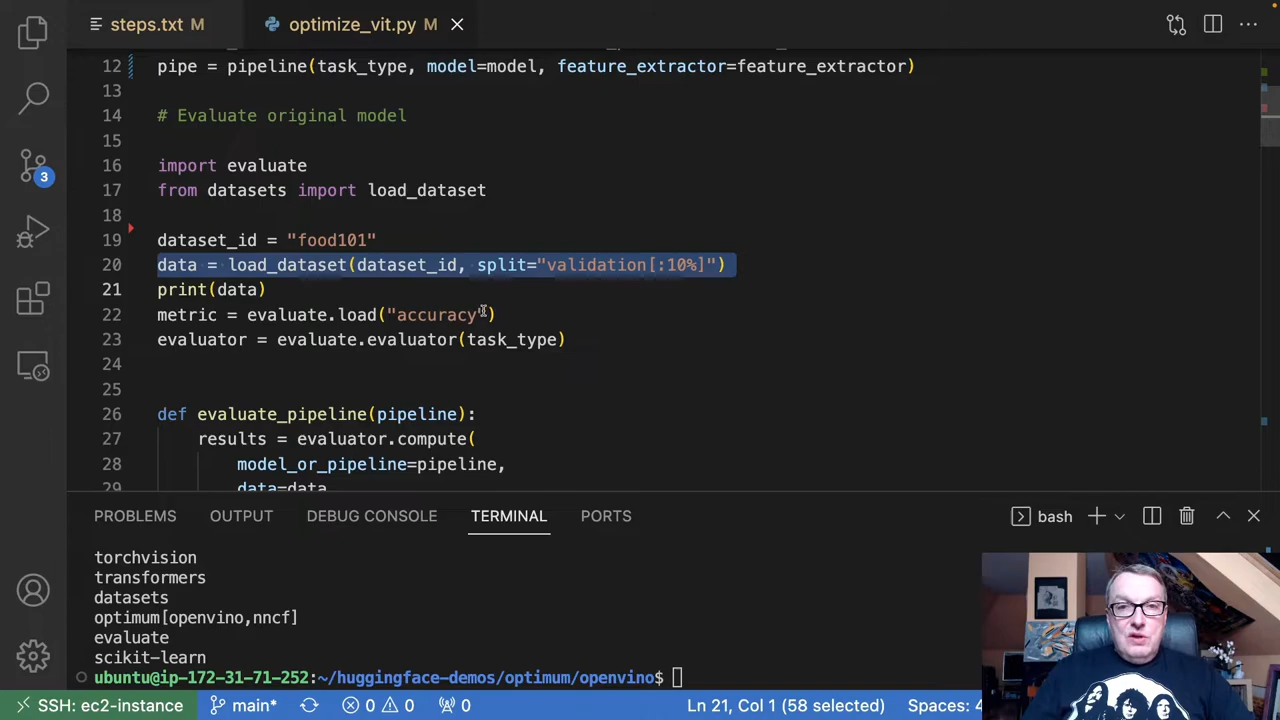 steps.txt M
optimize_vit.py M
12 pipe = pipeline(task_type, model=model, feature_extractor=feature_extractor)
13
14 # Evaluate original model
15
16 import evaluate
17 from datasets import load_dataset
18
19 dataset_id = "food101"
20 data = load_dataset(dataset_id, split="validation[:10%]")
21 print(data)
22 metric = evaluate.load("accuracy")
23 evaluator = evaluate.evaluator(task_type)
24
25
26 def evaluate_pipeline(pipeline):
27 results = evaluator.compute(
28 model_or_pipeline=pipeline,
29 data=data
3
PROBLEMS OUTPUT DEBUG CONSOLE TERMINAL PORTS bash
torchvision
transformers
datasets
optimum[openvino,nncf]
evaluate
scikit-learn
ubuntu@ip-172-31-71-252:~/huggingface-demos/optimum/openvino$
SSH: ec2-instance main* 0 0 0 Ln 21, Col 1 (58 selected) Spaces: 4